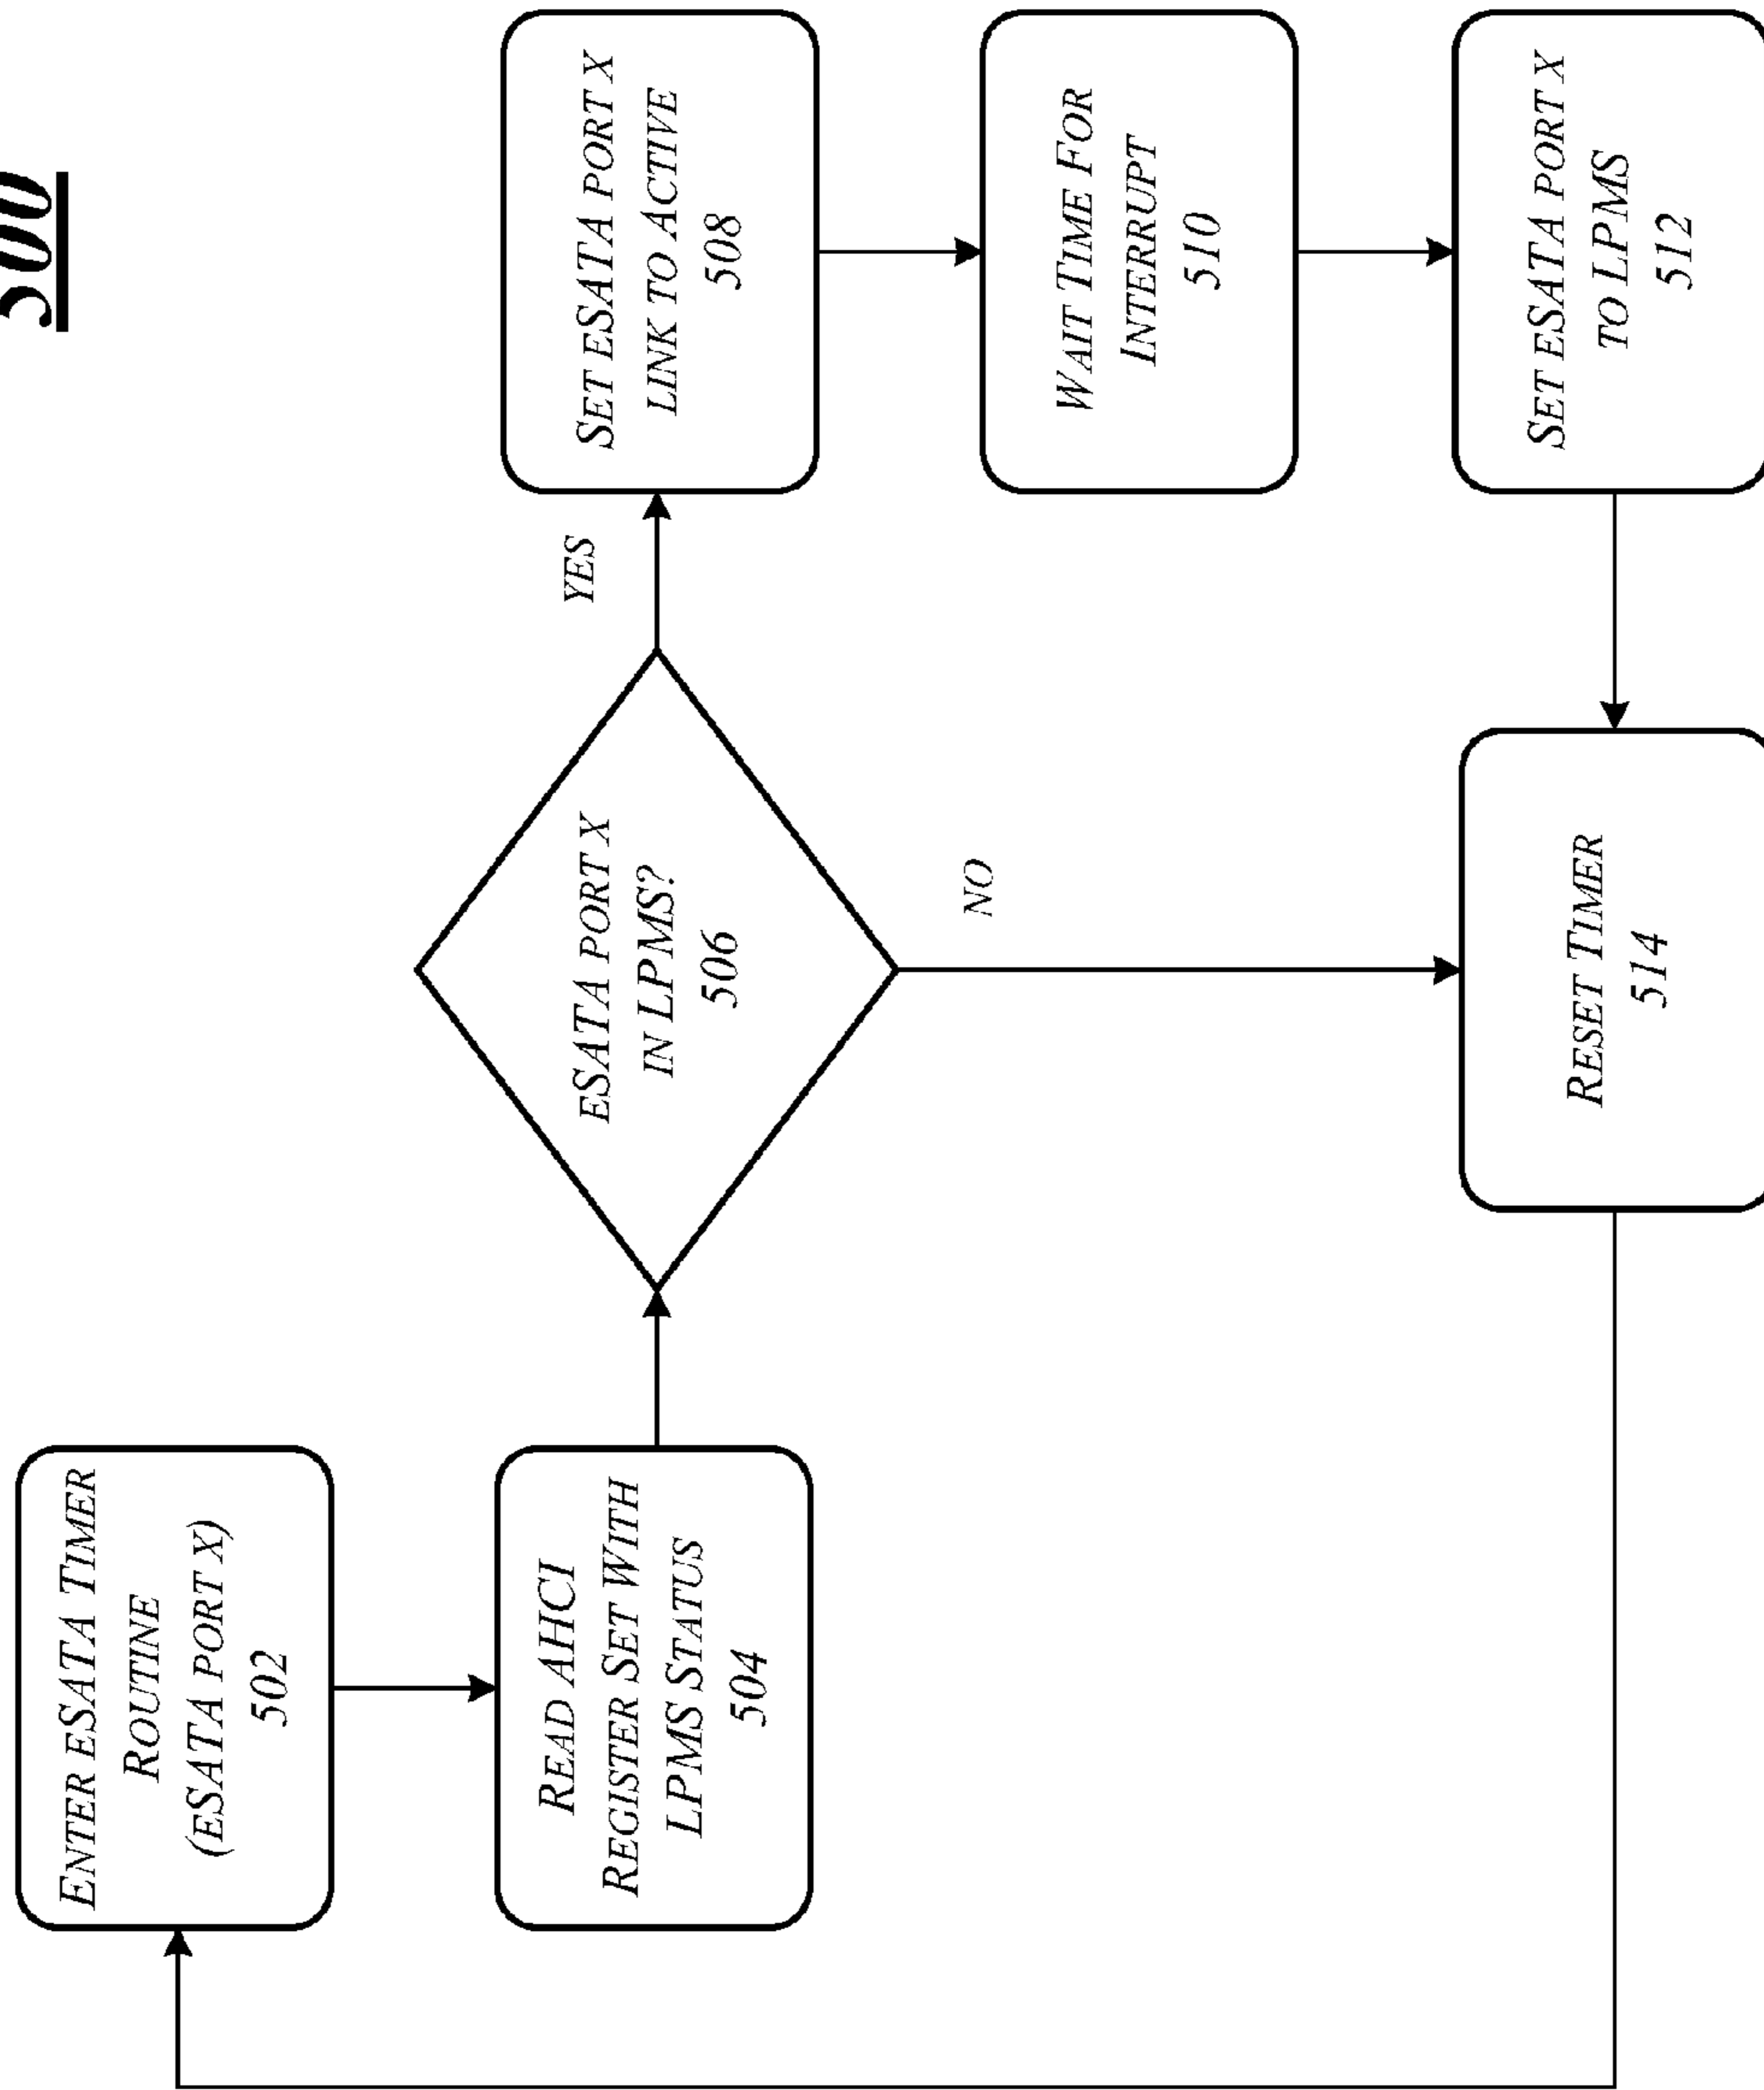 500
ENTER ESATA TIMER
ROUTINE
(ESATA PORT X)
502
READ AHCI
REGISTER SET WITH
LPMS STATUS
504
ESATA PORT X
IN LPMS?
506
YES
NO
SET ESATA PORT X
LINK TO ACTIVE
508
WAIT TIME FOR
INTERRUPT
510
SET ESATA PORT X
TO LPMS
512
RESET TIMER
514